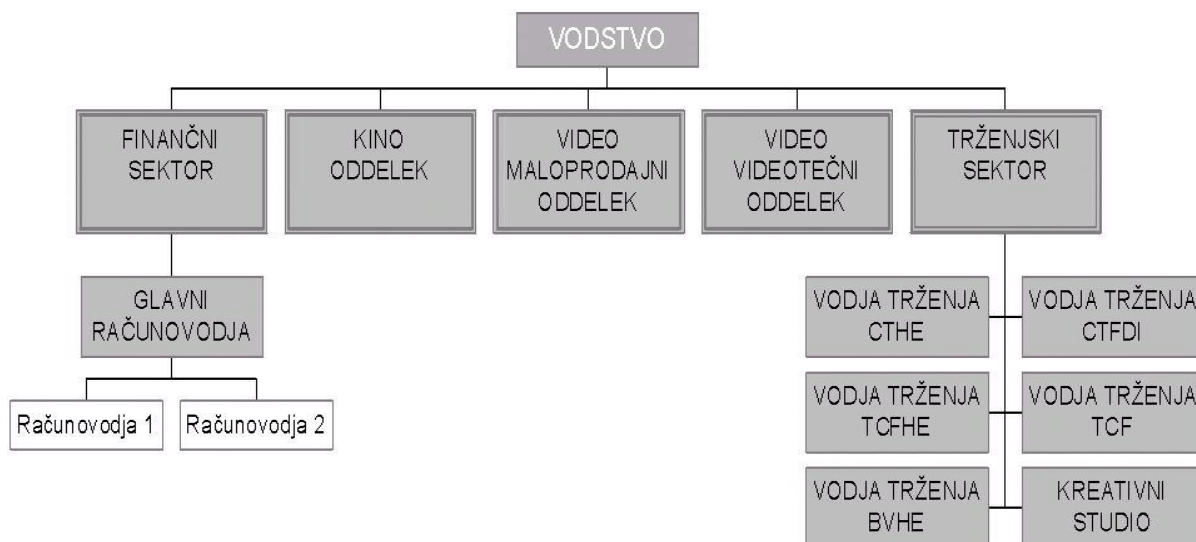 VODSTVO
FINANČNI
SEKTOR
KINO
ODDELEK
VIDEO
MALOPRODAJNI
ODDELEK
VIDEO
VIDEOTEČNI
ODDELEK
TRŽENJSKI
SEKTOR
GLAVNI
RAČUNOVODJA
Računovodja 1
Računovodja 2
VODJA TRŽENJA
CTHE
VODJA TRŽENJA
CTFDI
VODJA TRŽENJA
TCFHE
VODJA TRŽENJA
TCF
VODJA TRŽENJA
BVHE
KREATIVNI
STUDIO